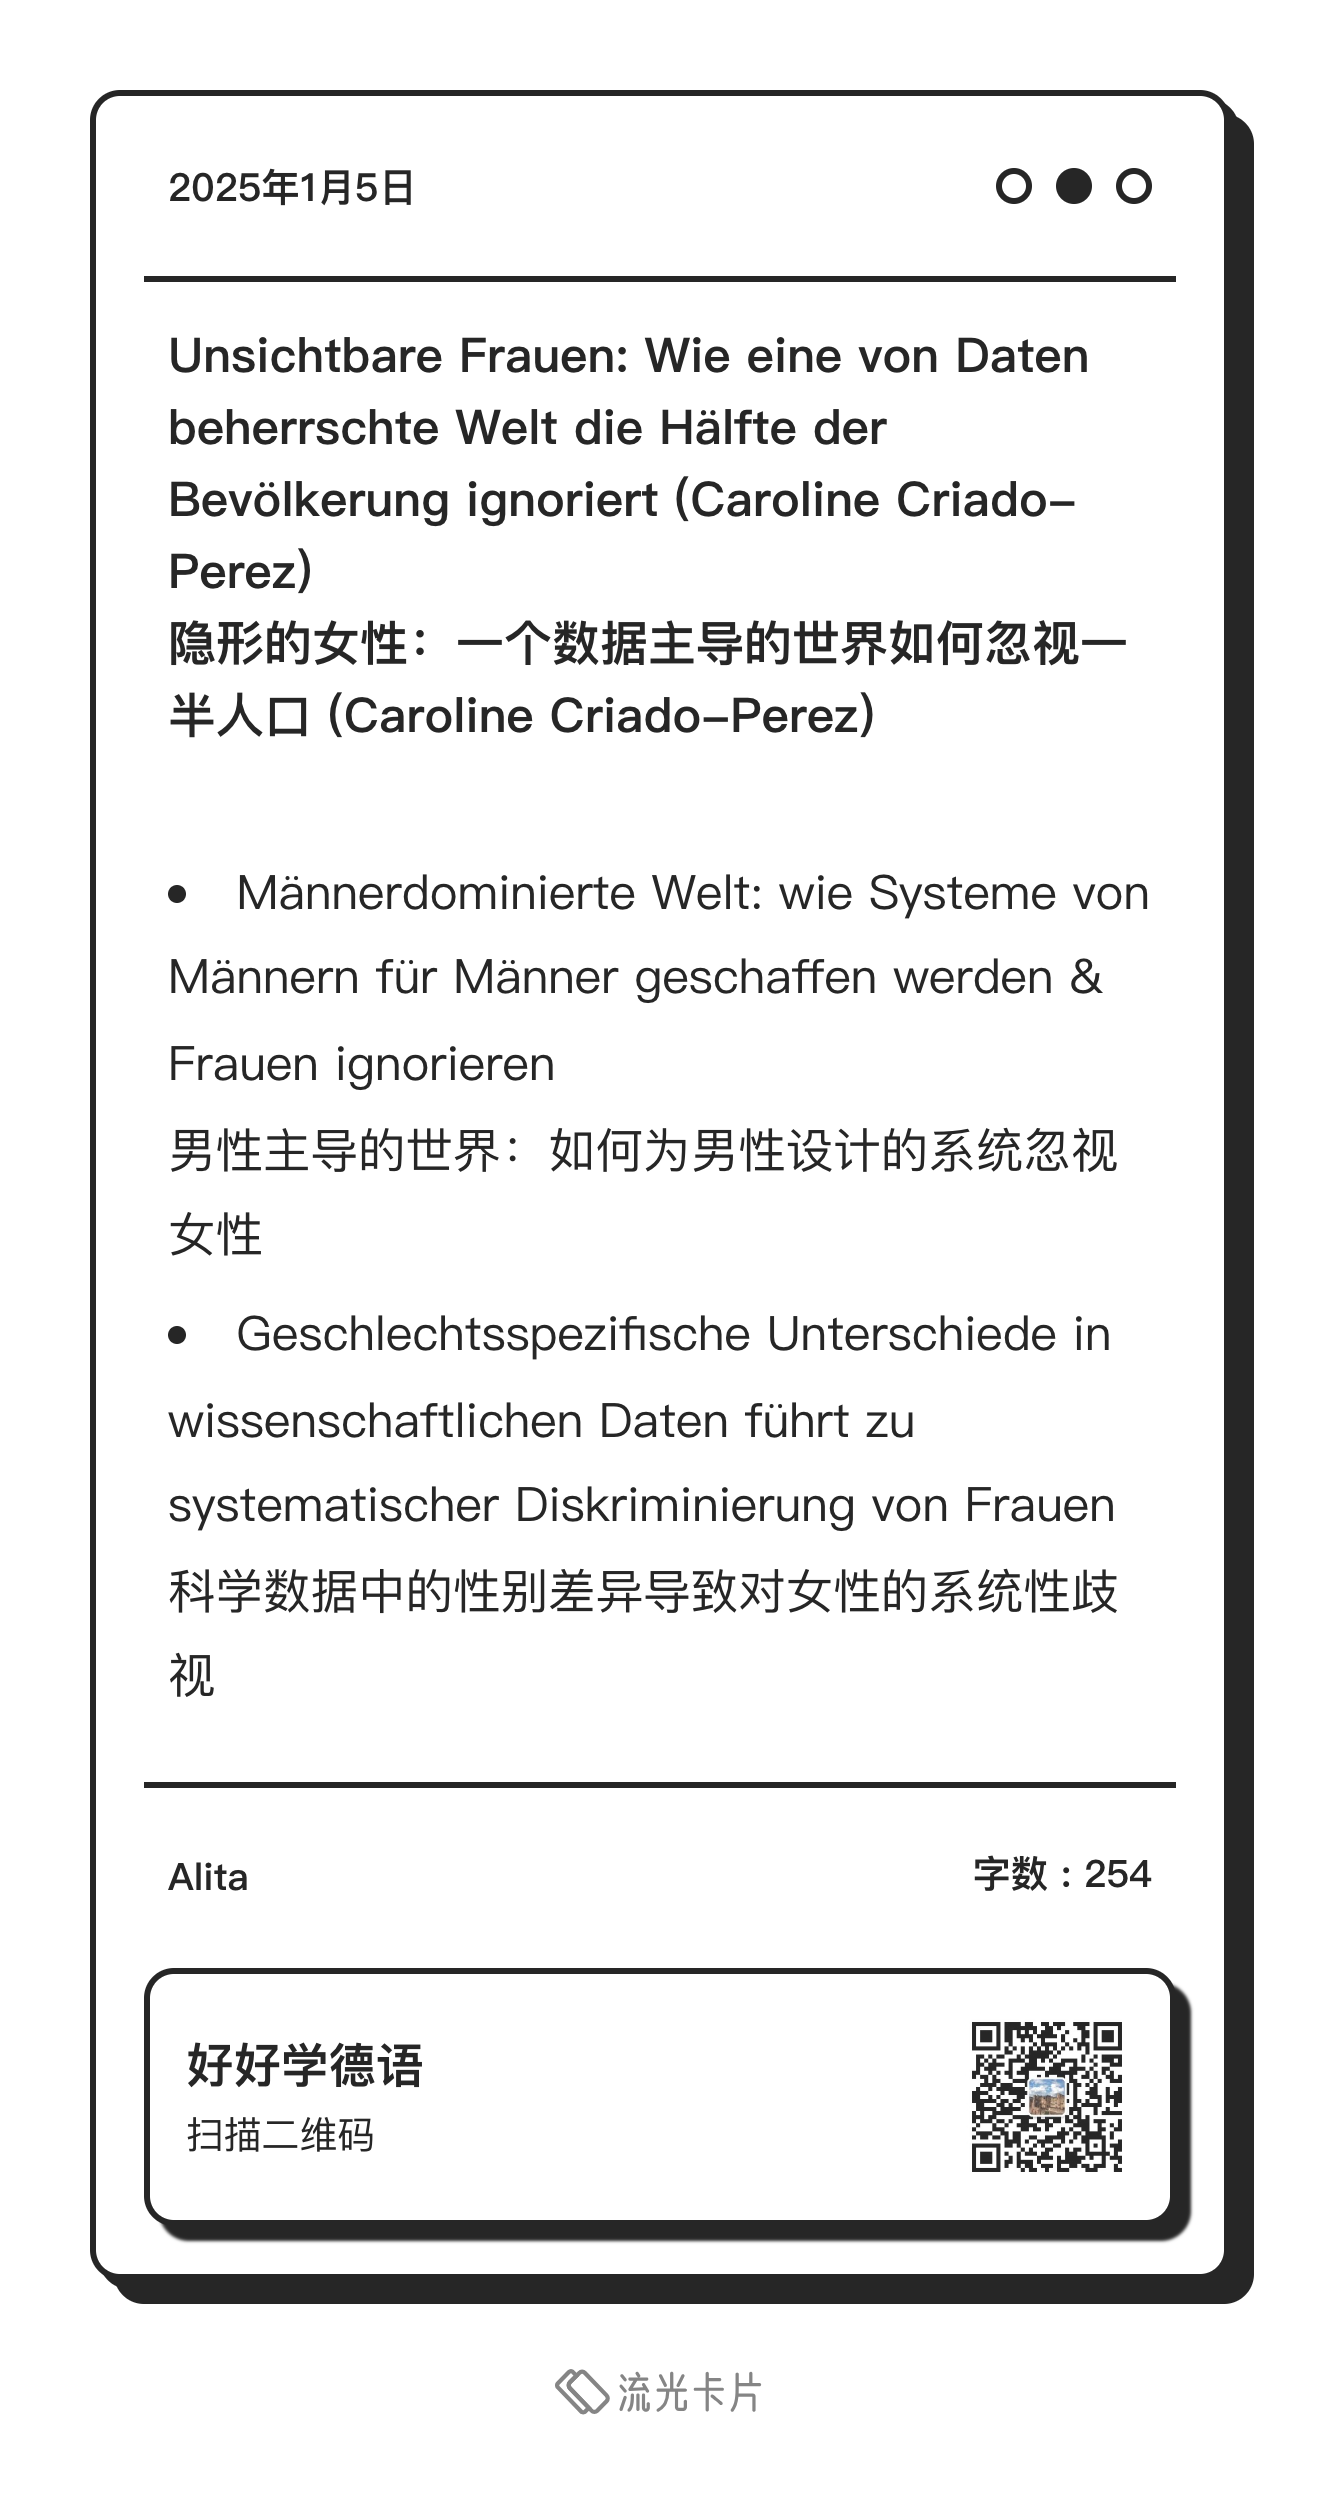 2025年1月5日
Unsichtbare Frauen: Wie eine von Daten
beherrschte Welt die Hälfte der
Bevölkerung ignoriert (Caroline Criado-
Perez)
隐形的女性：一个数据主导的世界如何忽视一
半人口 (Caroline Criado-Perez)
• Männerdominierte Welt: wie Systeme von
Männern für Männer geschaffen werden &
Frauen ignorieren
男性主导的世界：如何为男性设计的系统忽视
女性
• Geschlechtsspezifische Unterschiede in
wissenschaftlichen Daten führt zu
systematischer Diskriminierung von Frauen
科学数据中的性别差异导致对女性的系统性歧
视
Alita
字数：254
好好学德语
扫描二维码
流光卡片